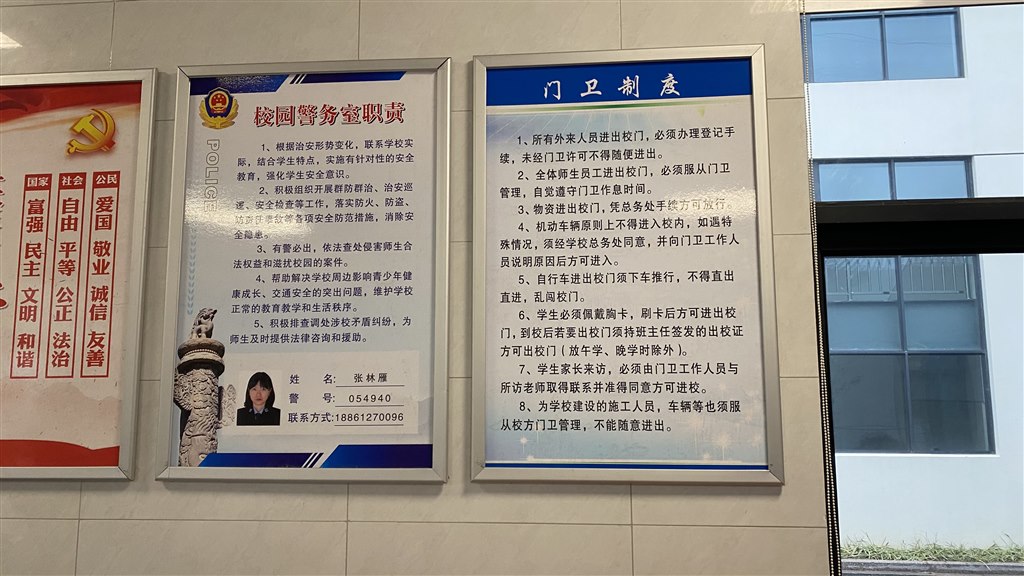 国家
富强 民主 文明 和谐
社会
自由 平等 公正 法治
公民
爱国 敬业 诚信 友善
校园警务室职责
POLICE
1、根据治安形势变化，联系学校实
际，结合学生特点，实施有针对性的安全
教育，强化学生安全意识。
2、积极组织开展群防群治、治安巡
逻、安全检查等工作，落实防火、防盗、
等各项安全防范措施，消除安
全隐患。
3、有警必出，依法查处侵害师生合
法权益和滋扰校园的案件。
4、帮助解决学校周边影响青少年健
康成长、交通安全的突出问题，维护学校
正常的教育教学和生活秩序。
5、积极排查调处涉校矛盾纠纷，为
师生及时提供法律咨询和援助。
姓 名: 张林雁
警 号: 054940
联系方式:18861270096
门卫制度
1、所有外来人员进出校门，必须办理登记手
续，未经门卫许可不得随便进出。
2、全体师生员工进出校门，必须服从门卫
管理，自觉遵守门卫作息时间。
3、物资进出校门，凭总务处手续方可放行。
4、机动车辆原则上不得进入校内，如遇特
殊情况，须经学校总务处同意，并向门卫工作人
员说明原因后方可进入。
5、自行车进出校门须下车推行，不得直出
直进，乱闯校门。
6、学生必须佩戴胸卡，刷卡后方可进出校
门，到校后若要出校门须持班主任签发的出校证
方可出校门（放午学、晚学时除外）。
7、学生家长来访，必须由门卫工作人员与
所访老师取得联系并准得同意方可进校。
8、为学校建设的施工人员，车辆等也须服
从校方门卫管理，不能随意进出。